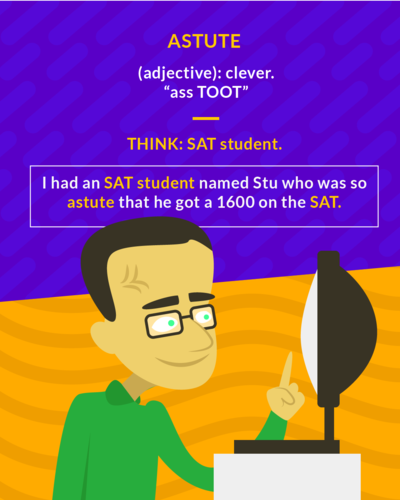 ASTUTE
(adjective): clever.
“ass TOOT”
THINK: SAT student.
I had an SAT student named Stu who was so
astute that he got a 1600 on the SAT.